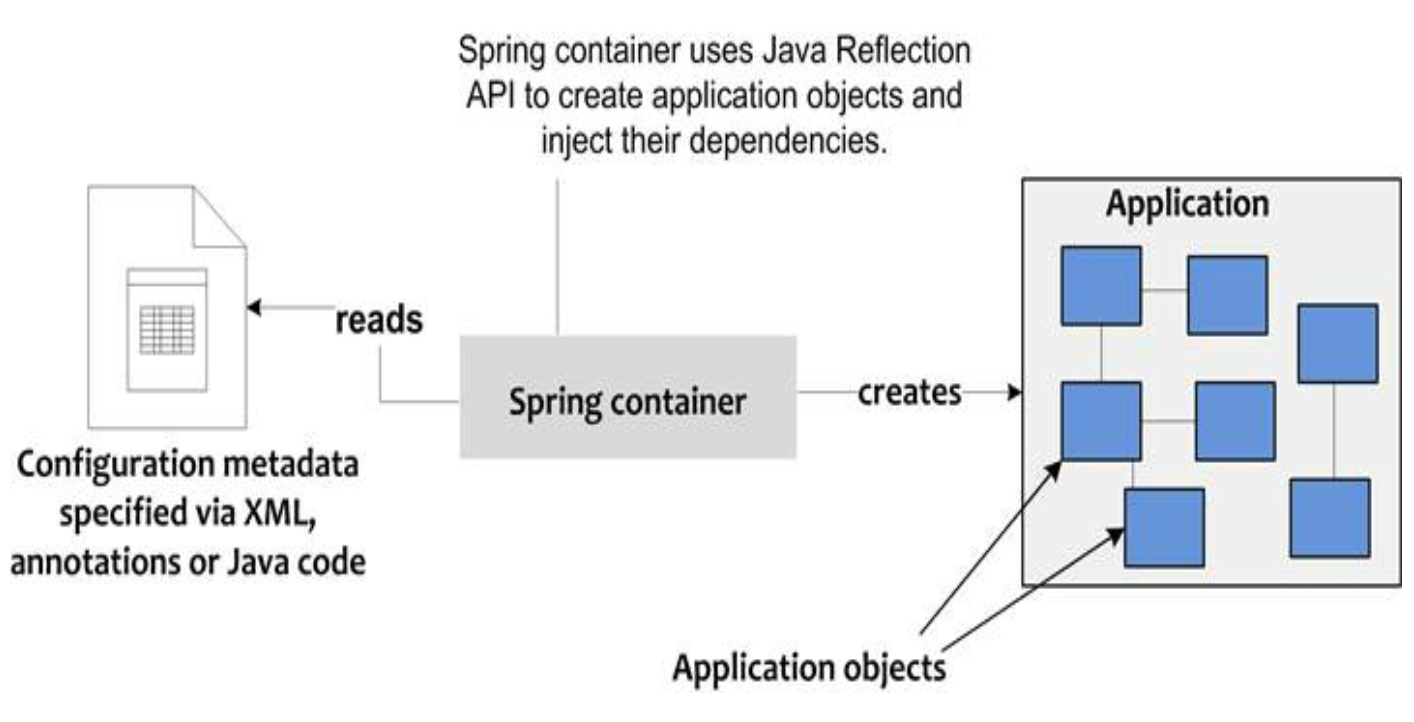 Spring container uses Java Reflection
API to create application objects and
inject their dependencies.
Application
reads
Spring container
creates
Configuration metadata
specified via XML,
annotations or Java code
Application objects